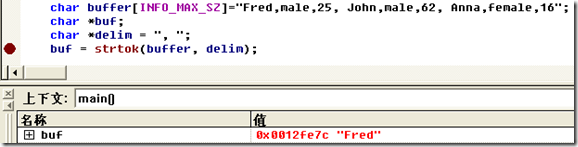 char buffer[INFO_MAX_SZ]="Fred,male,25, John,male,62, Anna,female,16";
char *buf;
char *delim = ", ";
buf = strtok(buffer, delim);
上下文: main()
名称 值
buf 0x0012fe7c "Fred"